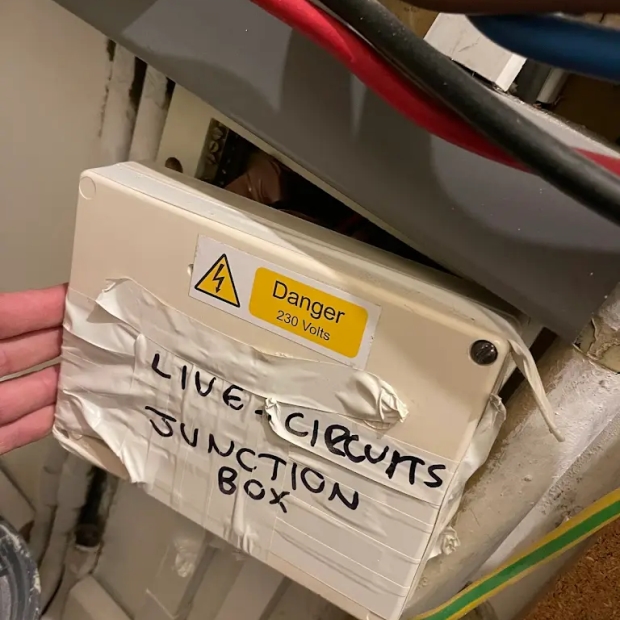 Danger
230 Volts
LIVE - CIRCUITS
JUNCTION
BOX